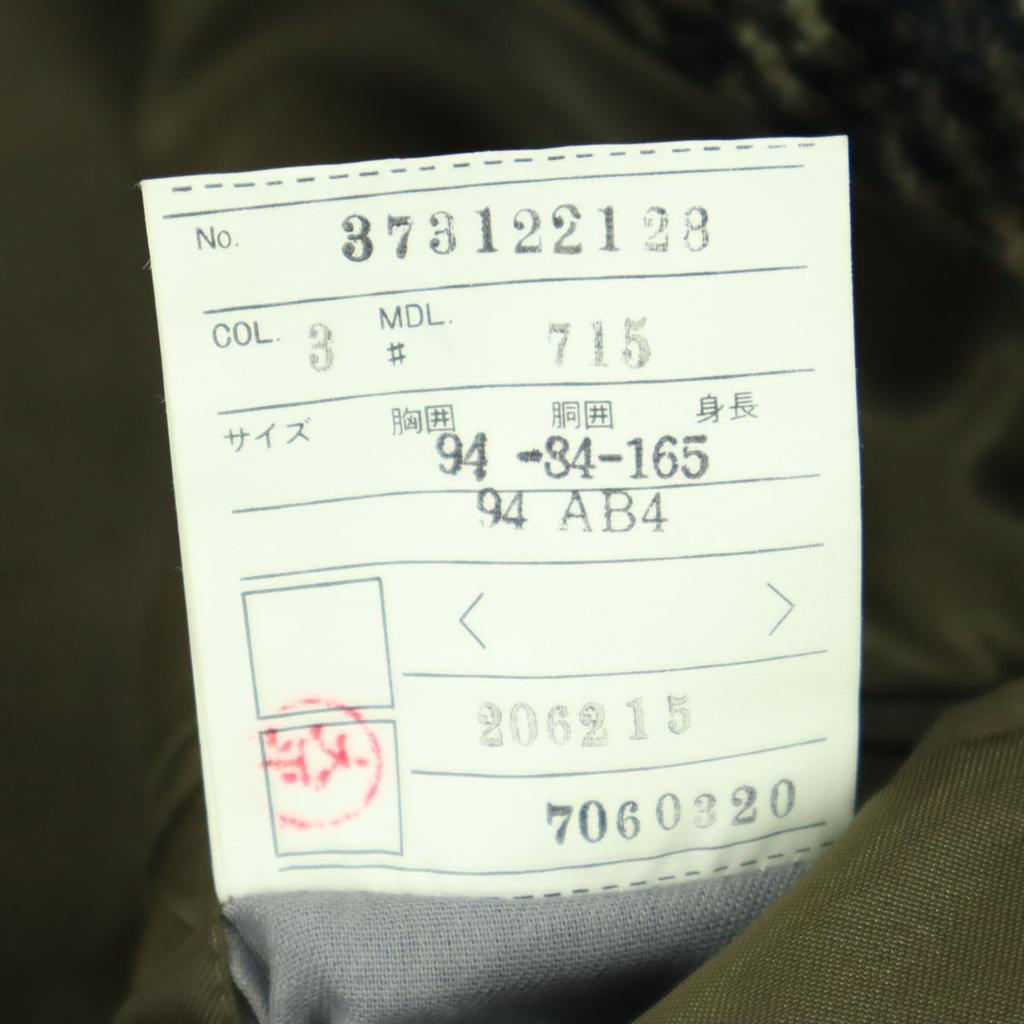 No. 373122128
COL. 3 MDL. # 715
サイズ 胸囲 胴囲 身長
94 -84-165
94 AB4
< >
206215
7060320